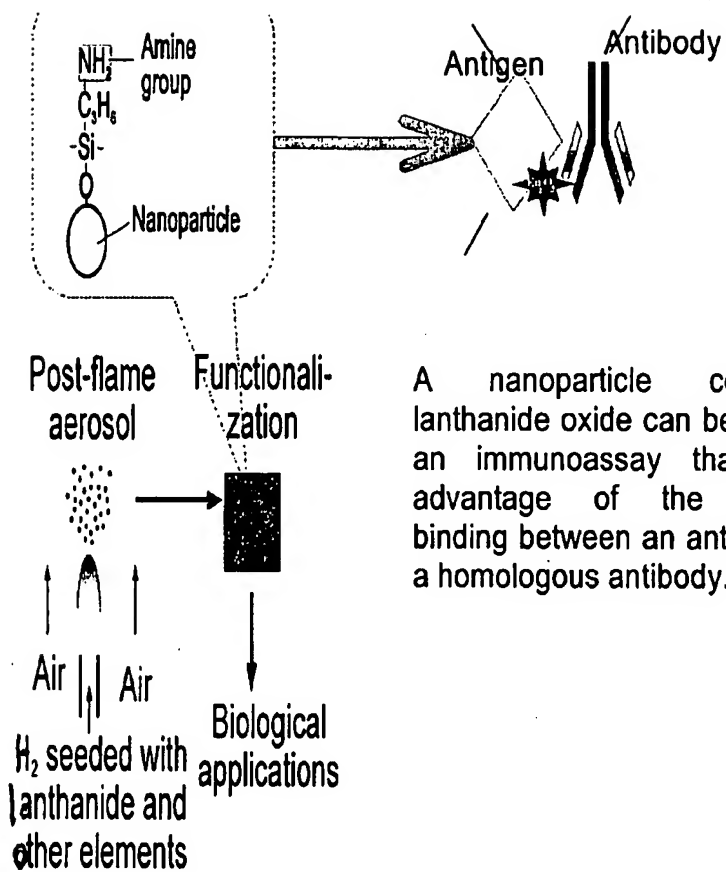 NH2
Amine
group
C3H6
-Si-
O
Nanoparticle
Antigen
Antibody
Post-flame
aerosol
Functionali-
zation
Air
Air
H2 seeded with
lanthanide and
other elements
Biological
applications
A nanoparticle co
lanthanide oxide can be
an immunoassay tha
advantage of the
binding between an ant
a homologous antibody.